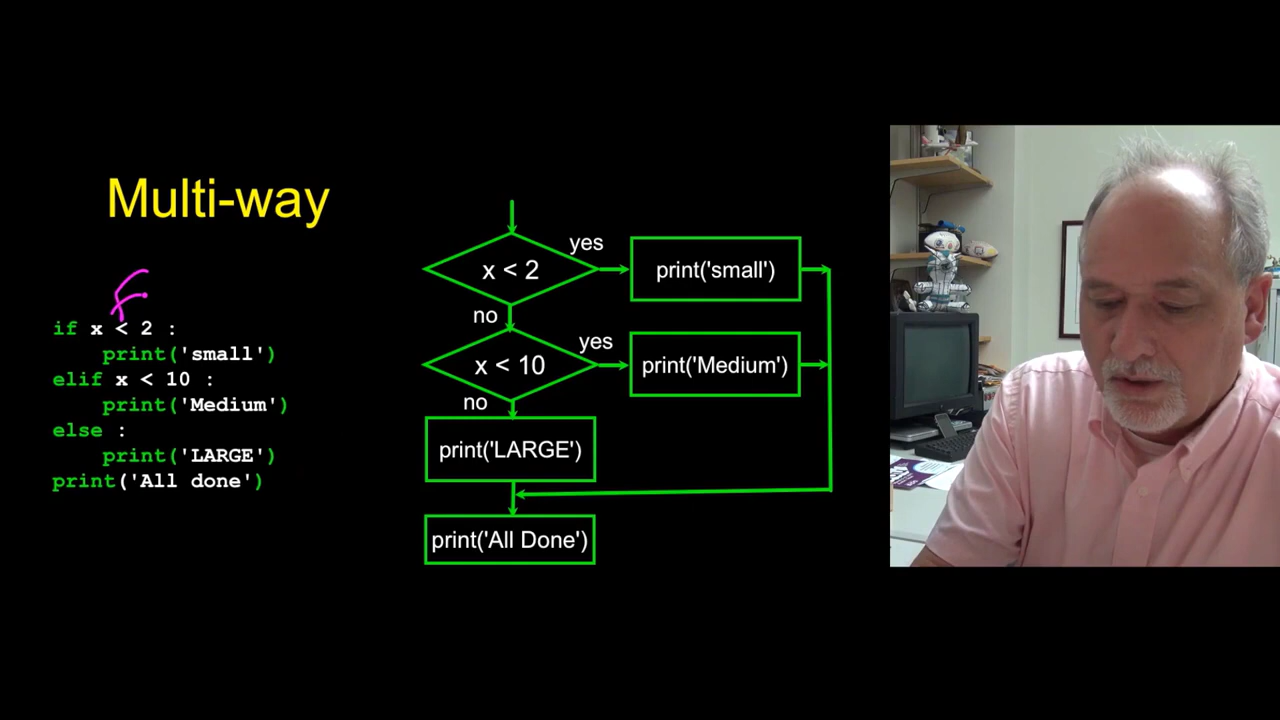 Multi-way
if x < 2 :
    print('small')
elif x < 10 :
    print('Medium')
else :
    print('LARGE')
print('All done')
x < 2
yes
print('small')
no
x < 10
yes
print('Medium')
no
print('LARGE')
print('All Done')